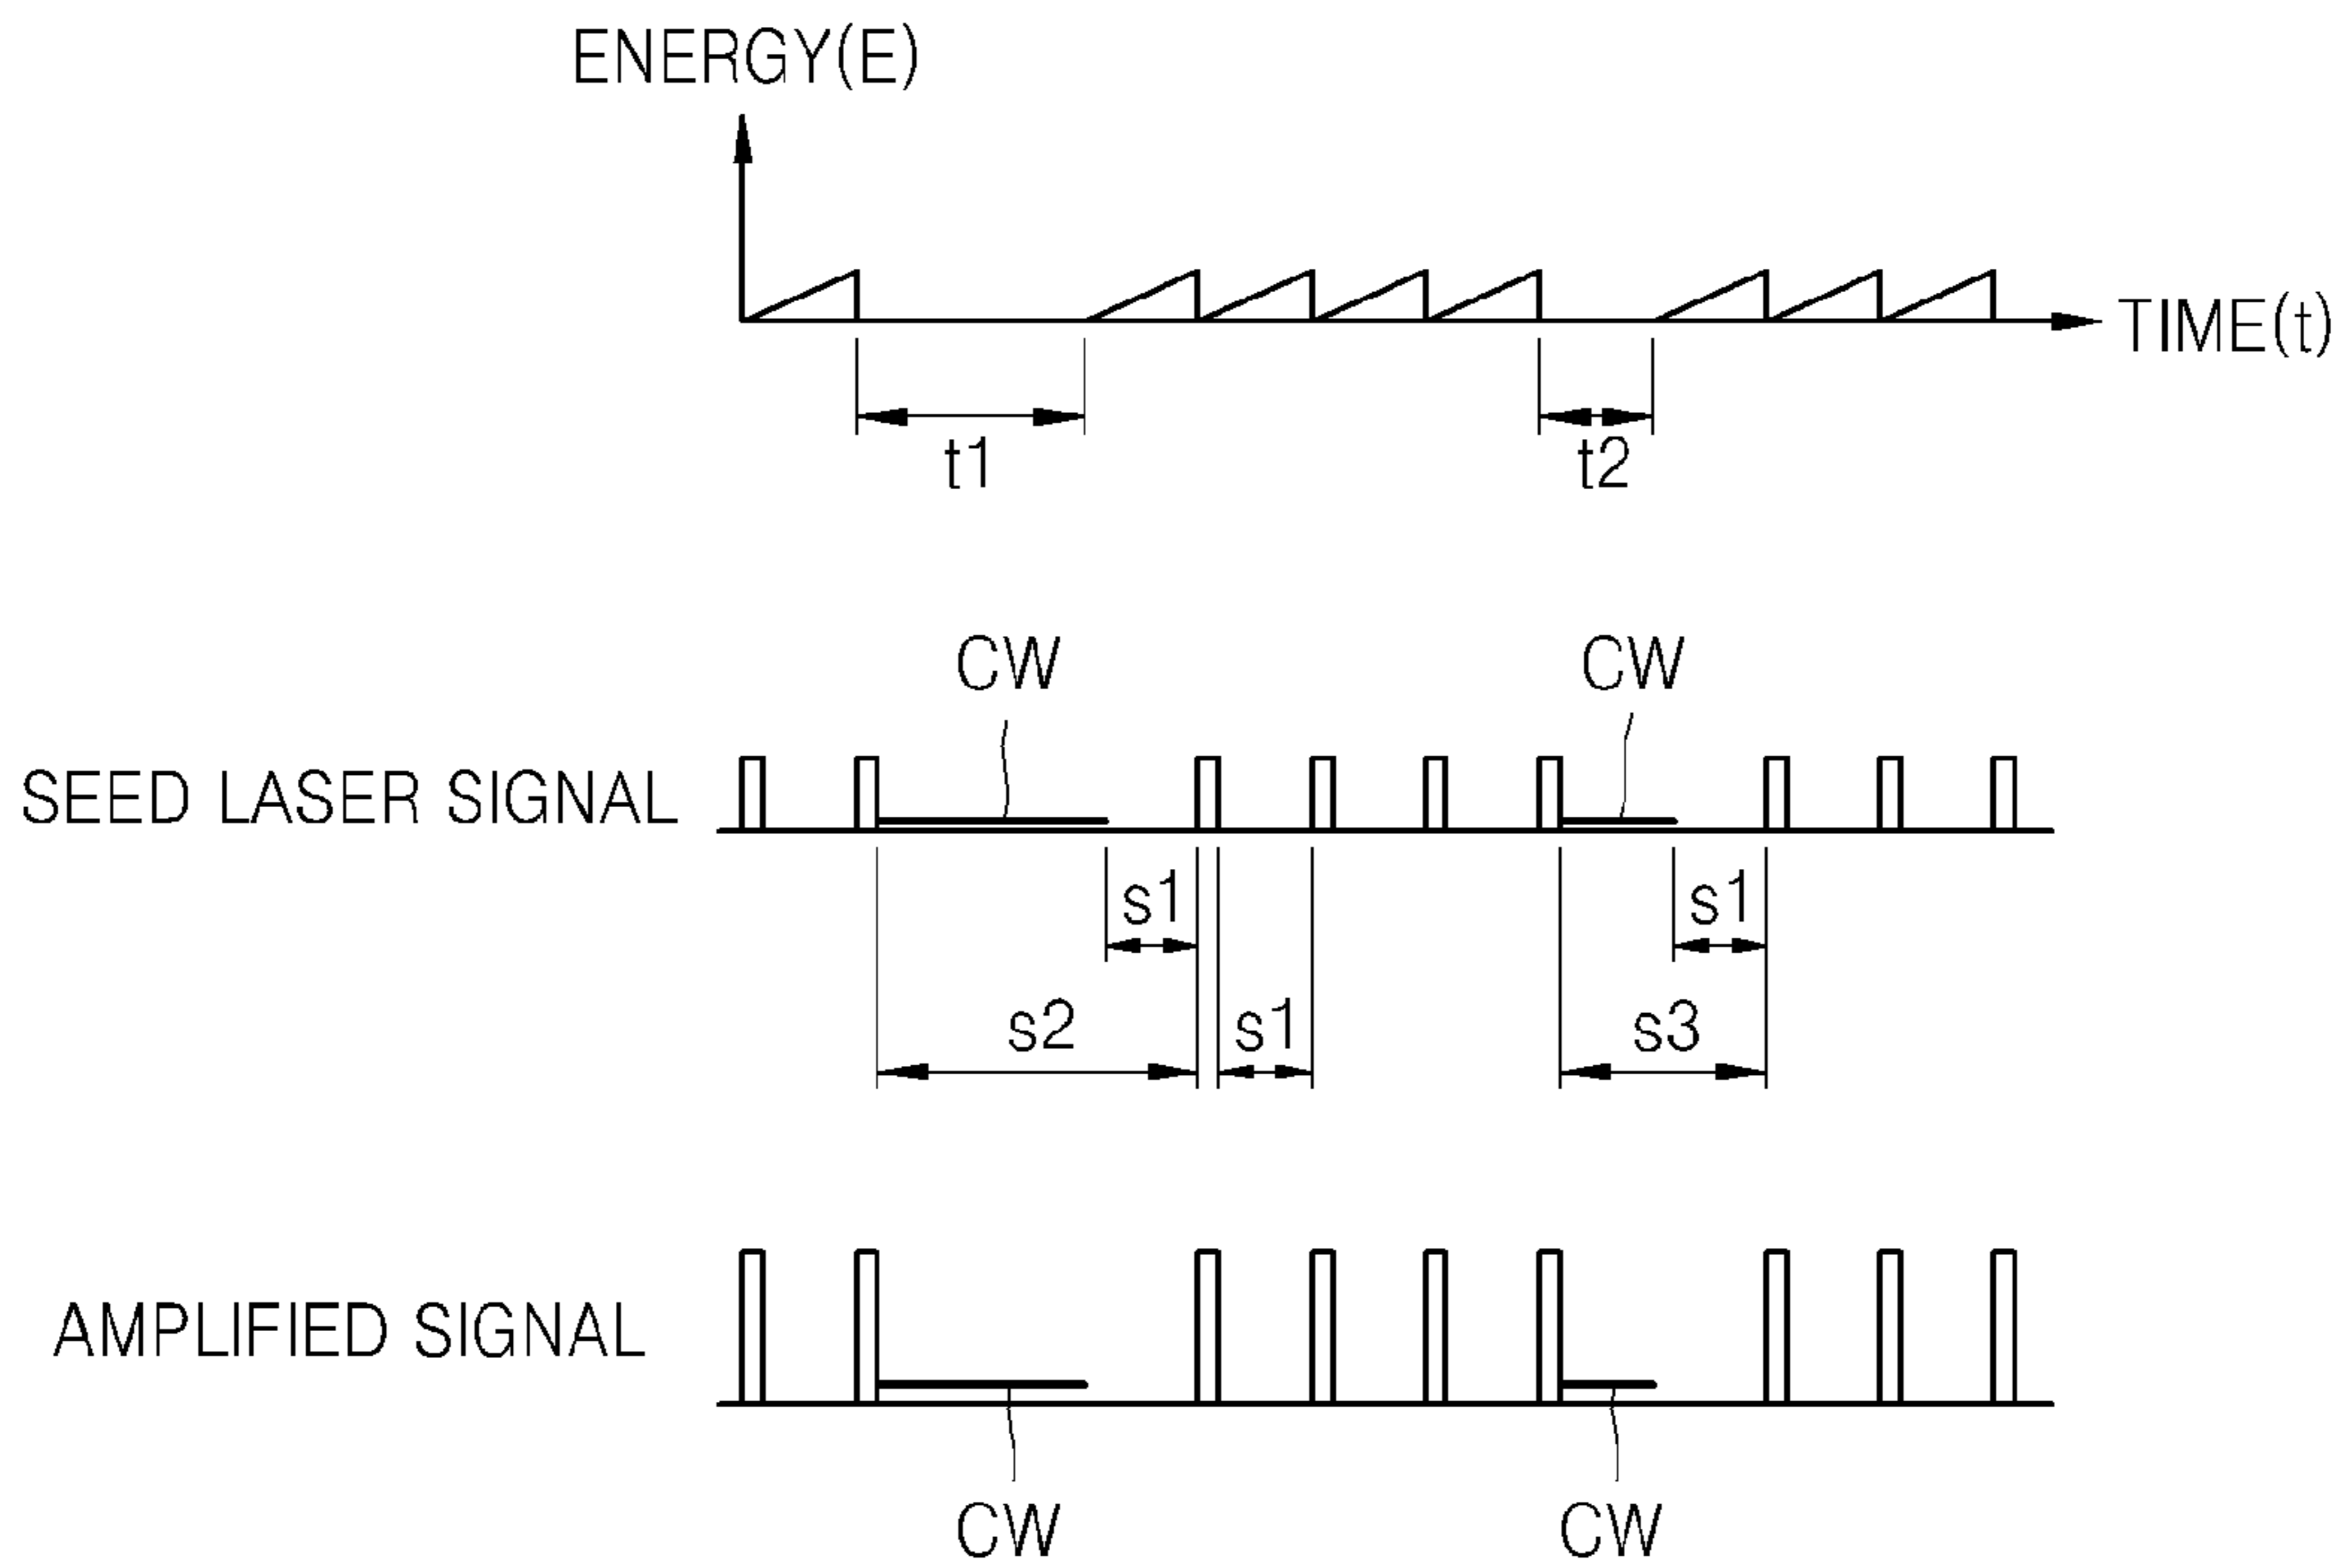 ENERGY(E)
TIME(t)
t1
t2
CW
CW
SEED LASER SIGNAL
s1
s1
s2
s1
s3
AMPLIFIED SIGNAL
CW
CW